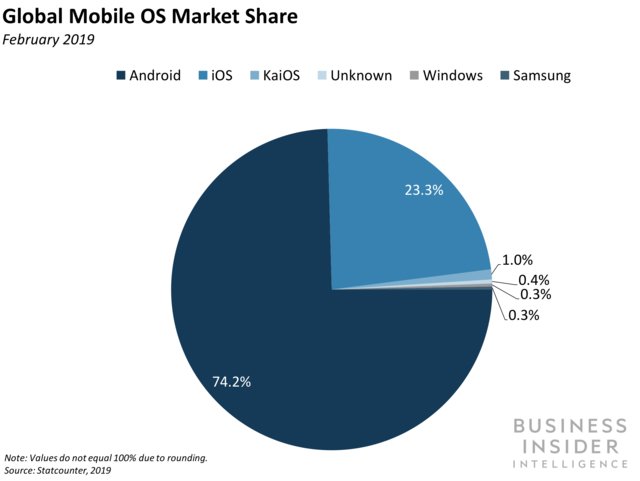 Global Mobile OS Market Share
February 2019
Android iOS KaiOS Unknown Windows Samsung
23.3%
1.0%
0.4%
0.3%
0.3%
74.2%
BUSINESS
INSIDER
INTELLIGENCE
Note: Values do not equal 100% due to rounding.
Source: Statcounter, 2019